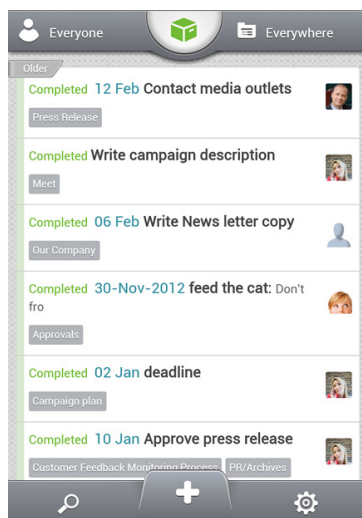 Everyone Everywhere
Older
Completed 12 Feb Contact media outlets
Press Release
Completed Write campaign description
Meet
Completed 06 Feb Write News letter copy
Our Company
Completed 30-Nov-2012 feed the cat: Don't
fro
Approvals
Completed 02 Jan deadline
Campaign plan
Completed 10 Jan Approve press release
Customer Feedback Monitoring Process PR/Archives